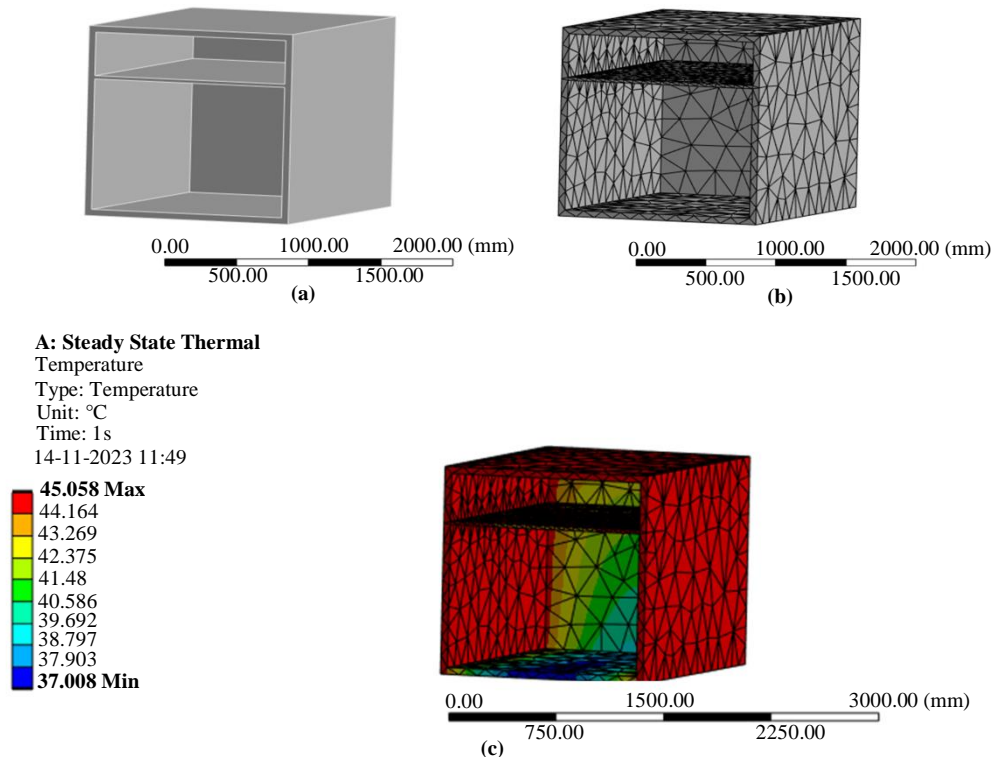 0.00 1000.00 2000.00 (mm)
500.00 1500.00
(a)
0.00 1000.00 2000.00 (mm)
500.00 1500.00
(b)
A: Steady State Thermal
Temperature
Type: Temperature
Unit: °C
Time: 1s
14-11-2023 11:49
45.058 Max
44.164
43.269
42.375
41.48
40.586
39.692
38.797
37.903
37.008 Min
0.00 1500.00 3000.00 (mm)
750.00 2250.00
(c)